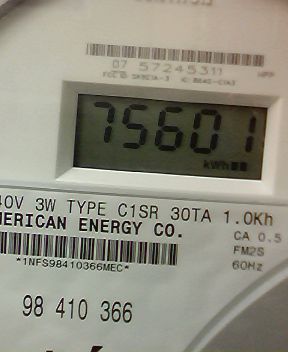 07 57245311
75601
kWh
40V 3W TYPE C1SR 30TA 1.0Kh
MERICAN ENERGY CO.
CA 0.5
*1NFS98410366MEC*
FM2S
60Hz
98 410 366